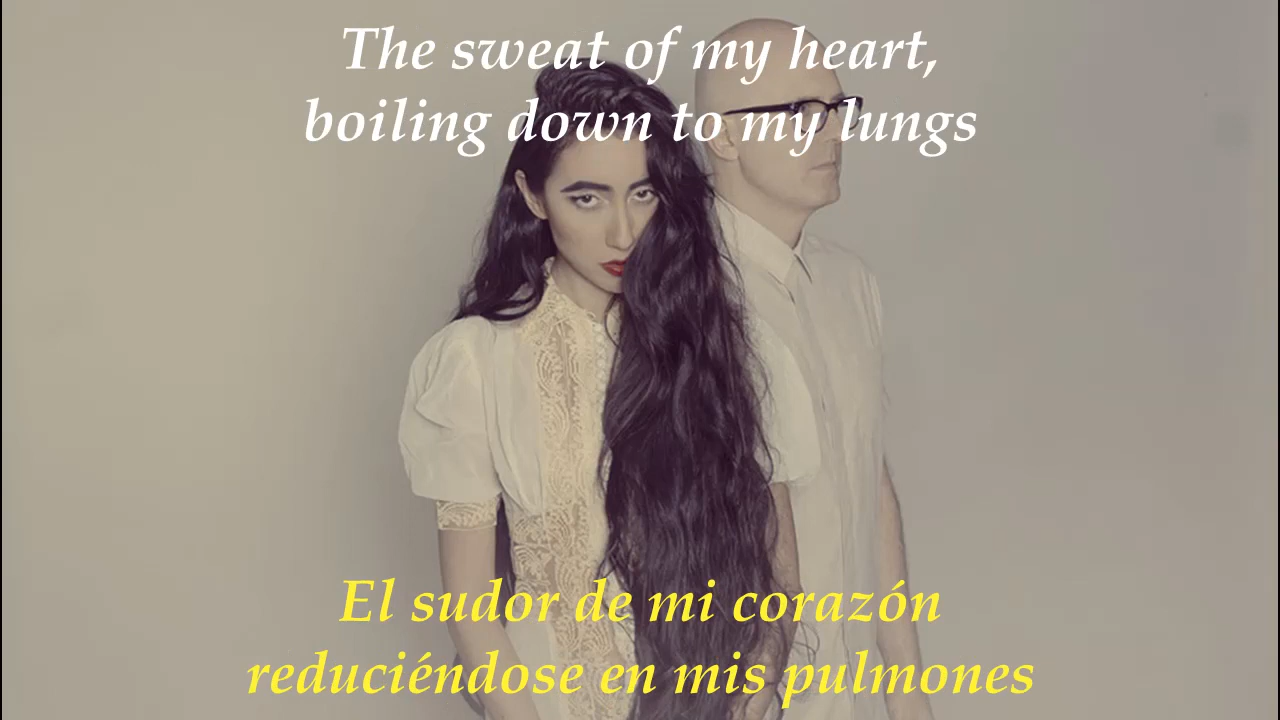 The sweat of my heart,
boiling down to my lungs
El sudor de mi corazón
reduciéndose en mis pulmones